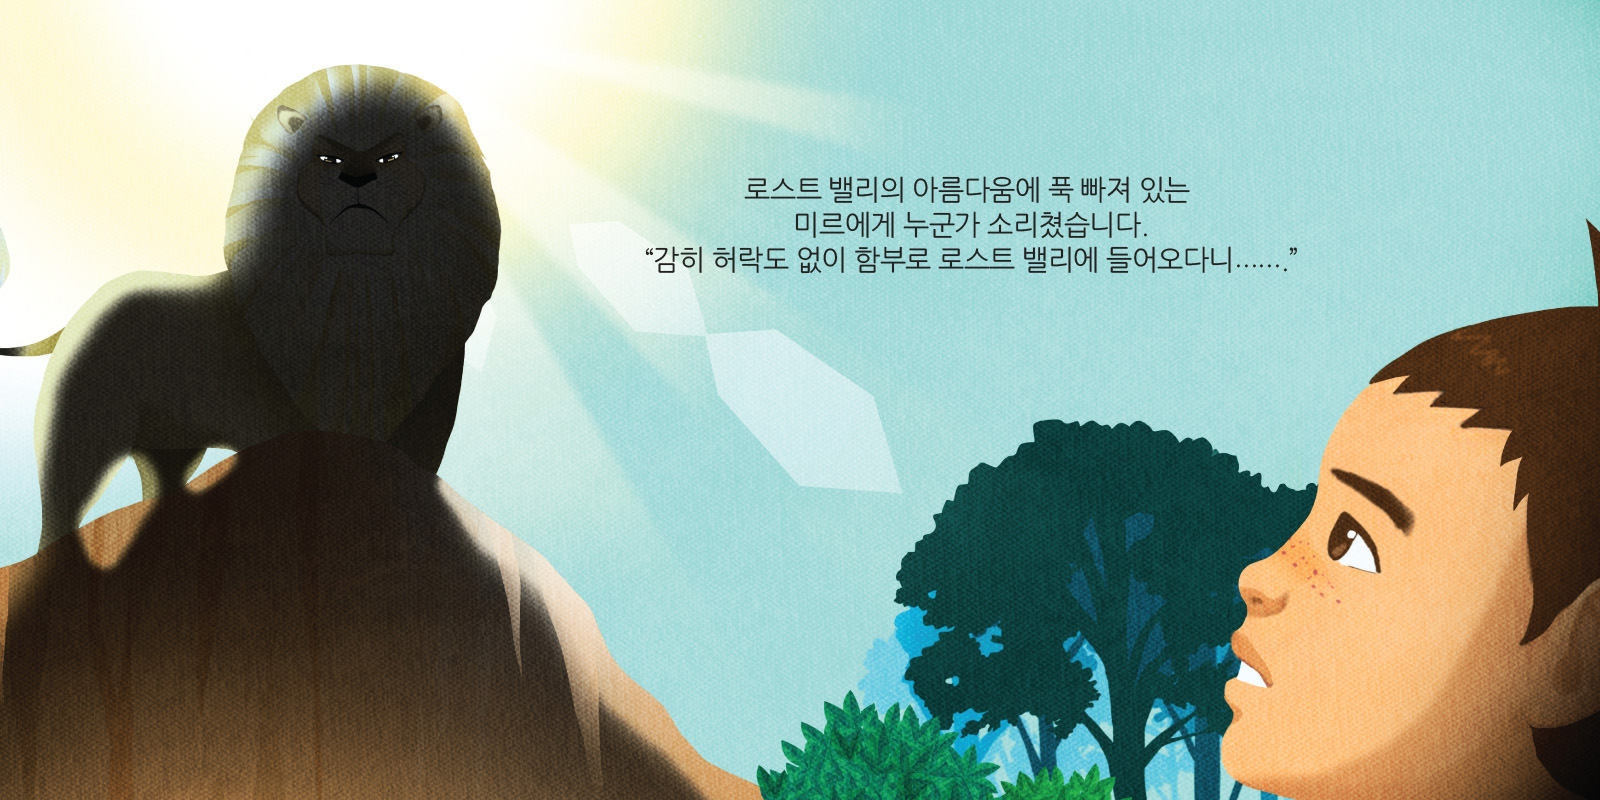 로스트 밸리의 아름다움에 푹 빠져 있는
미르에게 누군가 소리쳤습니다.
“감히 허락도 없이 함부로 로스트 밸리에 들어오다니…….”